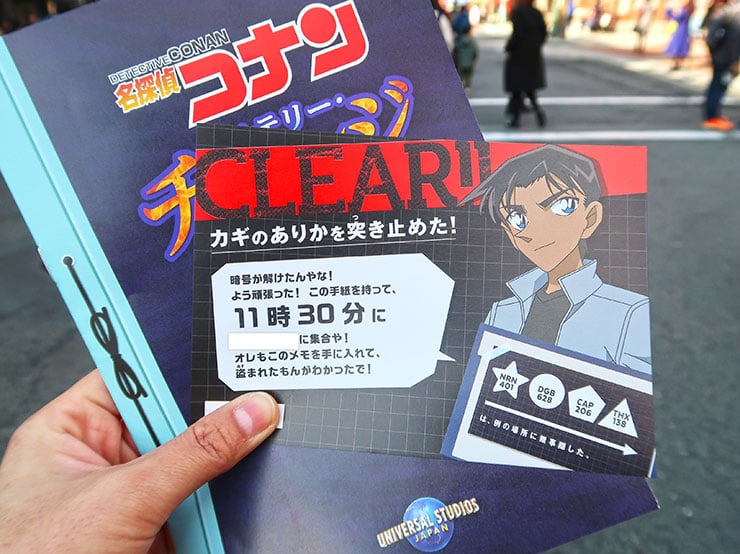 DETECTIVE CONAN
名探偵
コナン
テリー・
チ
ジ
CLEAR!!
カギのありかを突き止めた!
暗号が解けたんやな!
よう頑張った! この手紙を持って、
11時30分に
に集合や!
オレもこのメモを手に入れて、
盗まれたもんがわかったで!
NRN
401
DGB
628
CAP
206
THX
138
は、例の場所に
した。
UNIVERSAL STUDIOS
JAPAN